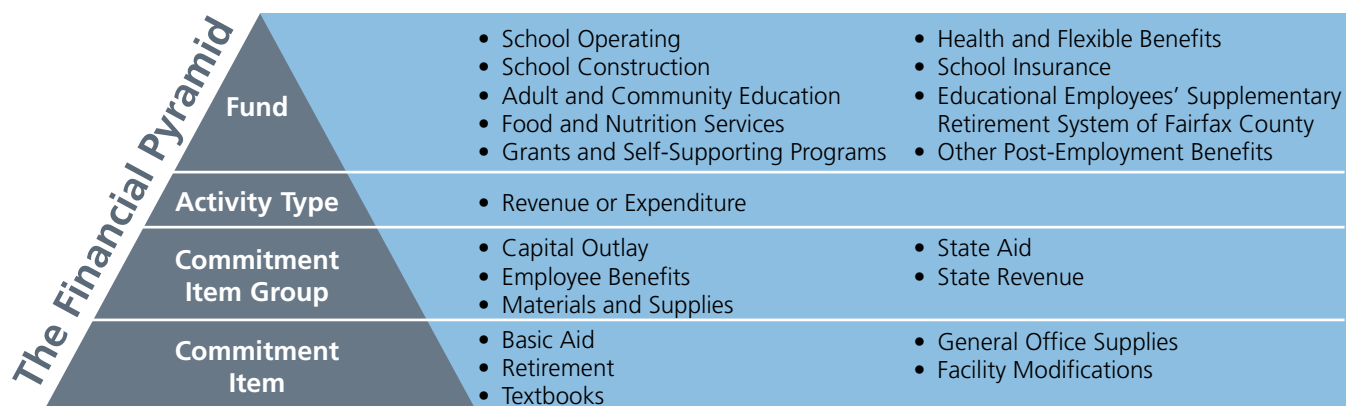 The Financial Pyramid
Fund
• School Operating
• School Construction
• Adult and Community Education
• Food and Nutrition Services
• Grants and Self-Supporting Programs
• Health and Flexible Benefits
• School Insurance
• Educational Employees’ Supplementary
Retirement System of Fairfax County
• Other Post-Employment Benefits
Activity Type
• Revenue or Expenditure
Commitment
Item Group
• Capital Outlay
• Employee Benefits
• Materials and Supplies
• State Aid
• State Revenue
Commitment
Item
• Basic Aid
• Retirement
• Textbooks
• General Office Supplies
• Facility Modifications